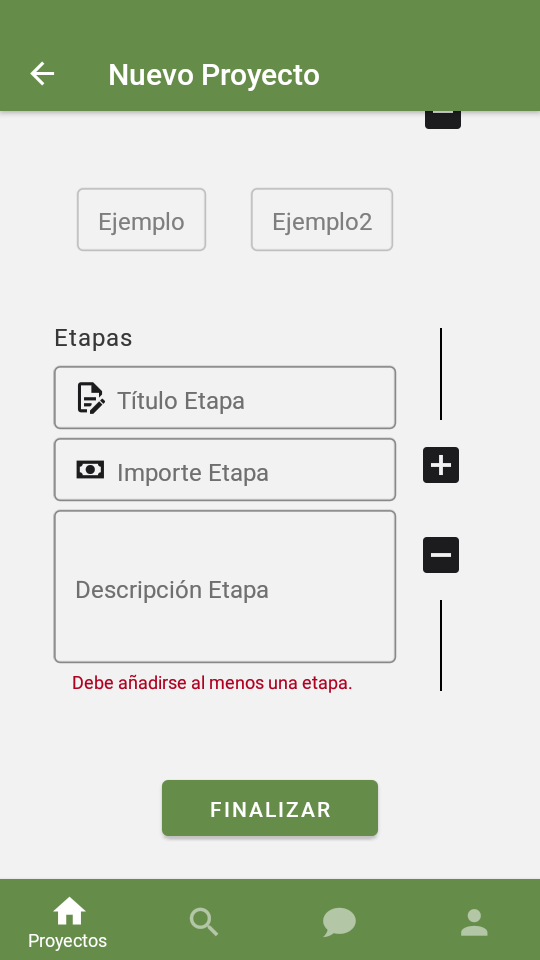 Nuevo Proyecto
Ejemplo
Ejemplo2
Etapas
Título Etapa
Importe Etapa
Descripción Etapa
Debe añadirse al menos una etapa.
FINALIZAR
Proyectos